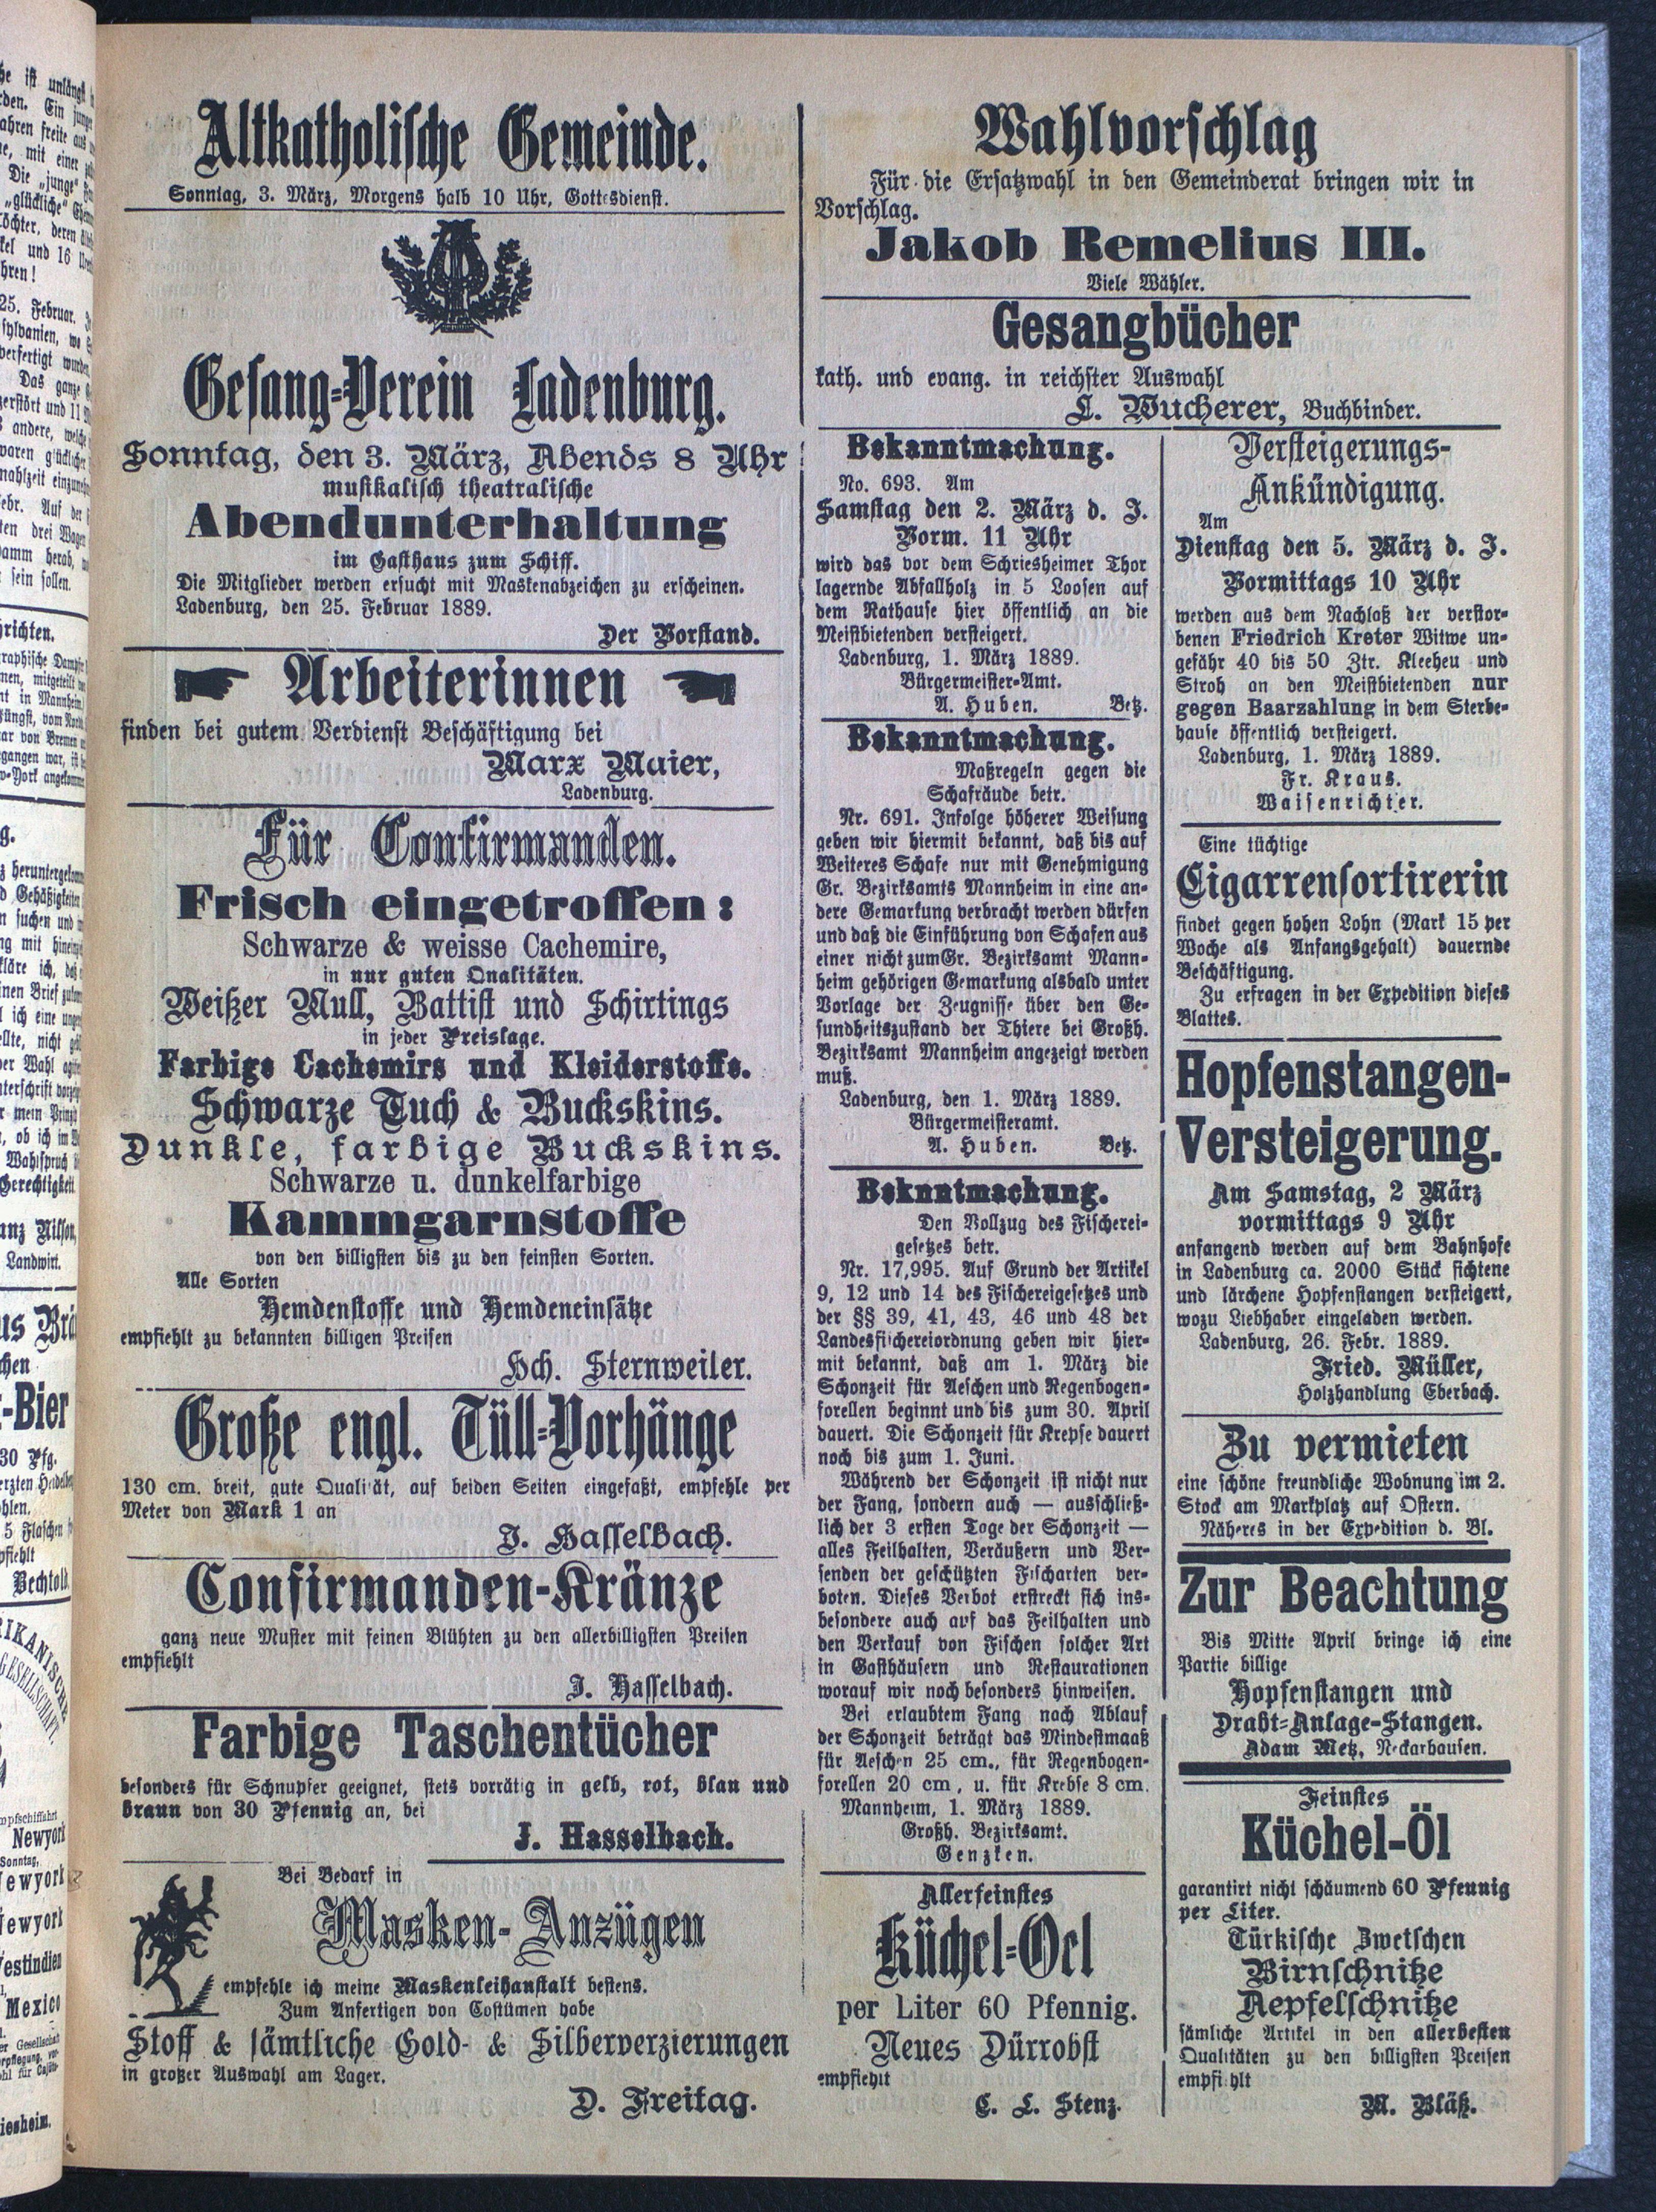 Altkatholische Gemeinde.
Sonntag, 3. März, Morgens halb 10 Uhr, Gottesdienst.
Gesang-Verein Ladenburg.
Sonntag, den 3. März, Abends 8 Uhr
musikalisch theatralische
Abendunterhaltung
im Gasthaus zum Schiff.
Die Mitglieder werden ersucht mit Maskenabzeichen zu erscheinen.
Ladenburg, den 25. Februar 1889.
Der Vorstand.
Arbeiterinnen
finden bei gutem Verdienst Beschäftigung bei
Marx Maier,
Ladenburg.
Für Confirmanden.
Frisch eingetroffen:
Schwarze & weisse Cachemire,
in nur guten Qualitäten.
Weißer Mull, Battist und Schirtings
in jeder Preislage.
Farbige Cachemirs und Kleiderstoffe.
Schwarze Tuch & Buckskins.
Dunkle, farbige Buckskins.
Schwarze u. dunkelfarbige
Kammgarnstoffe
von den billigsten bis zu den feinsten Sorten.
Alle Sorten
Hemdenstoffe und Hemdeneinsätze
empfiehlt zu bekannten billigen Preisen
Hch. Sternweiler.
Große engl. Tüll-Vorhänge
130 cm. breit, gute Qualität, auf beiden Seiten eingefaßt, empfehle per
Meter von Mark 1 an
J. Hasselbach.
Confirmanden-Kränze
ganz neue Muster mit feinen Blühten zu den allerbilligsten Preisen
empfiehlt
J. Hasselbach.
Farbige Taschentücher
besonders für Schnupfer geeignet, stets vorrätig in gelb, rot, blau und
braun von 30 Pfennig an, bei
J. Hasselbach.
Bei Bedarf in
Masken-Anzügen
empfehle ich meine Maskenleihanstalt bestens.
Zum Anfertigen von Costümen habe
Stoff & sämtliche Gold- & Silberverzierungen
in großer Auswahl am Lager.
D. Freitag.
Wahlvorschlag
Für die Ersatzwahl in den Gemeinderat bringen wir in
Vorschlag.
Jakob Remelius III.
Viele Wähler.
Gesangbücher
kath. und evang. in reichster Auswahl
L. Wucherer, Buchbinder.
Bekanntmachung.
No. 693. Am
Samstag den 2. März d. J.
Vorm. 11 Uhr
wird das vor dem Schriesheimer Thor
lagernde Abfallholz in 5 Loosen auf
dem Rathause hier öffentlich an die
Meistbietenden versteigert.
Ladenburg, 1. März 1889.
Bürgermeister-Amt.
A. Huben. Betz.
Bekanntmachung.
Maßregeln gegen die
Schafräude betr.
Nr. 691. Infolge höherer Weisung
geben wir hiermit bekannt, daß bis auf
Weiteres Schafe nur mit Genehmigung
Gr. Bezirksamts Mannheim in eine an-
dere Gemarkung verbracht werden dürfen
und daß die Einführung von Schafen aus
einer nicht zum Gr. Bezirksamt Mann-
heim gehörigen Gemarkung alsbald unter
Vorlage der Zeugnisse über den Ge-
sundheitszustand der Thiere bei Großh.
Bezirksamt Mannheim angezeigt werden
muß.
Ladenburg, den 1. März 1889.
Bürgermeisteramt.
A. Huben. Betz.
Beknntmachung.
Den Vollzug des Fischerei-
gesetzes betr.
Nr. 17,995. Auf Grund der Artikel
9, 12 und 14 des Fischereigesetzes und
der §§ 39, 41, 43, 46 und 48 der
Landesfischereiordnung geben wir hier-
mit bekannt, daß am 1. März die
Schonzeit für Aeschen und Regenbogen-
forellen beginnt und bis zum 30. April
dauert. Die Schonzeit für Krepse dauert
noch bis zum 1. Juni.
Während der Schonzeit ist nicht nur
der Fang, sondern auch — ausschließ-
lich der 3 ersten Tage der Schonzeit —
alles Feilhalten, Veräußern und Ver-
senden der geschützten Fischarten ver-
boten. Dieses Verbot erstreckt sich ins-
besondere auch auf das Feilhalten und
den Verkauf von Fischen solcher Art
in Gasthäusern und Restaurationen
worauf wir noch besonders hinweisen.
Bei erlaubtem Fang nach Ablauf
der Schonzeit beträgt das Mindestmaaß
für Aeschen 25 cm., für Regenbogen-
forellen 20 cm, u. für Krebse 8 cm.
Mannheim, 1. März 1889.
Großh. Bezirksamt.
Genzken.
Allerfeinstes
Küchel-Oel
per Liter 60 Pfennig.
Neues Dürrobst
empfiehlt
C. L. Stenz.
Versteigerungs-
Ankündigung.
Am
Dienstag den 5. März d. J.
Vormittags 10 Uhr
werden aus dem Nachlaß der verstor-
benen Friedrich Kreter Witwe un-
gefähr 40 bis 50 Ztr. Kleeheu und
Stroh an den Meistbietenden nur
gegen Baarzahlung in dem Sterbe-
hause öffentlich versteigert.
Ladenburg, 1. März 1889.
Fr. Kraus.
Waisenrichter.
Eine tüchtige
Cigarrensortirerin
findet gegen hohen Lohn (Mark 15 per
Woche als Anfangsgehalt) dauernde
Beschäftigung.
Zu erfragen in der Expedition dieses
Blattes.
Hopfenstangen-
Versteigerung.
Am Samstag, 2 März
vormittags 9 Uhr
anfangend werden auf dem Bahnhofe
in Ladenburg ca. 2000 Stück fichtene
und lärchene Hopfenstangen versteigert,
wozu Liebhaber eingeladen werden.
Ladenburg, 26. Febr. 1889.
Fried. Müller,
Holzhandlung Eberbach.
Zu vermieten
eine schöne freundliche Wohnung im 2.
Stock am Markplatz auf Ostern.
Näheres in der Expedition d. Bl.
Zur Beachtung
Bis Mitte April bringe ich eine
Partie billige
Hopfenstangen und
Draht-Anlage-Stangen.
Adam Metz, Neckarhausen.
Feinstes
Küchel-Öl
garantirt nicht schäumend 60 Pfennig
per Liter.
Türkische Zwetschen
Birnschnitze
Aepfelschnitze
sämliche Artikel in den allerbesten
Qualitäten zu den billigsten Preisen
empfiehlt
M. Bläß.